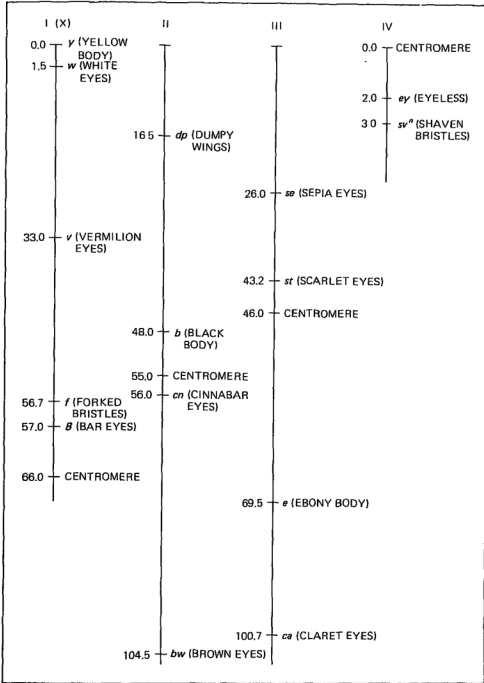 I (X)
II
III
IV
0.0 y (YELLOW
BODY)
1.5 w (WHITE
EYES)
33.0 v (VERMILION
EYES)
56.7 f (FORKED
BRISTLES)
57.0 B (BAR EYES)
66.0 CENTROMERE
16 5 dp (DUMPY
WINGS)
48.0 b (BLACK
BODY)
55.0 CENTROMERE
56.0 cn (CINNABAR
EYES)
104.5 bw (BROWN EYES)
26.0 se (SEPIA EYES)
43.2 st (SCARLET EYES)
46.0 CENTROMERE
69.5 e (EBONY BODY)
100.7 ca (CLARET EYES)
0.0 CENTROMERE
2.0 ey (EYELESS)
3 0 svⁿ (SHAVEN
BRISTLES)